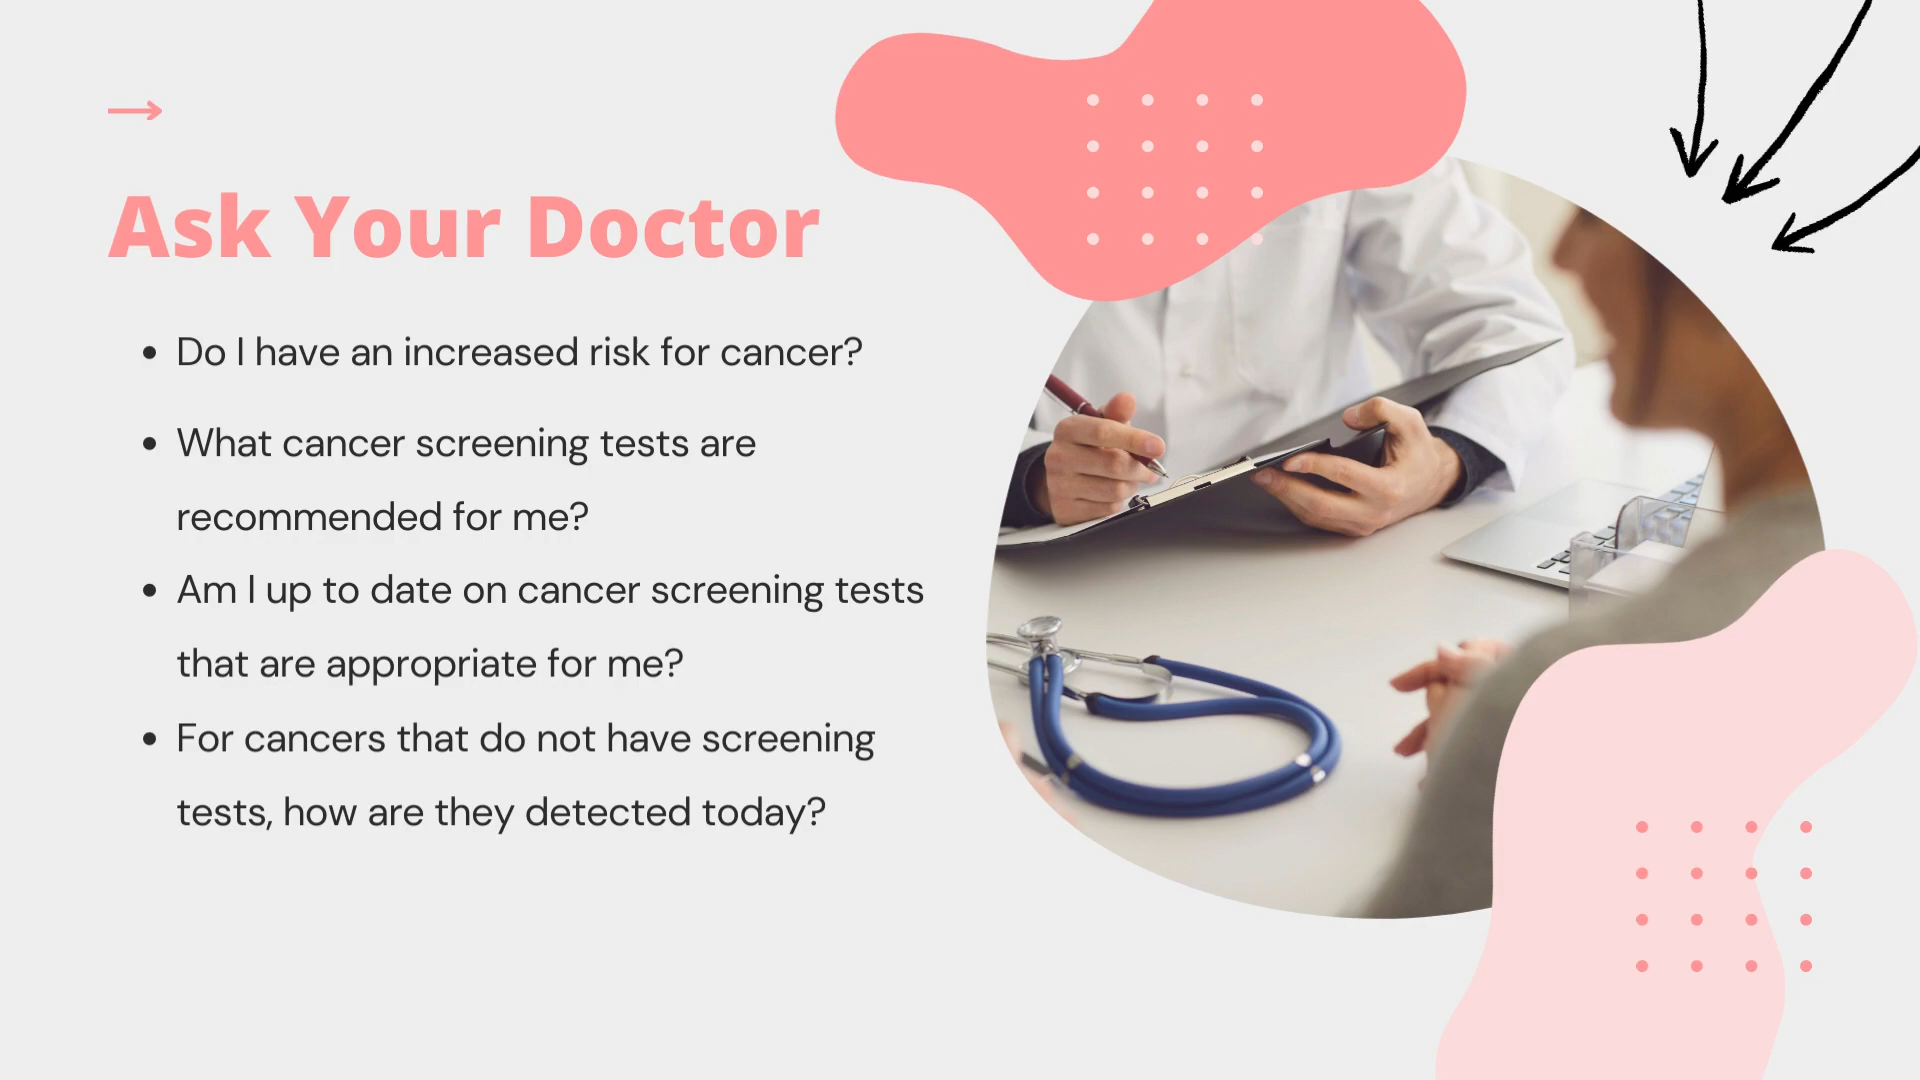 Ask Your Doctor
• Do I have an increased risk for cancer?
• What cancer screening tests are
recommended for me?
• Am I up to date on cancer screening tests
that are appropriate for me?
• For cancers that do not have screening
tests, how are they detected today?